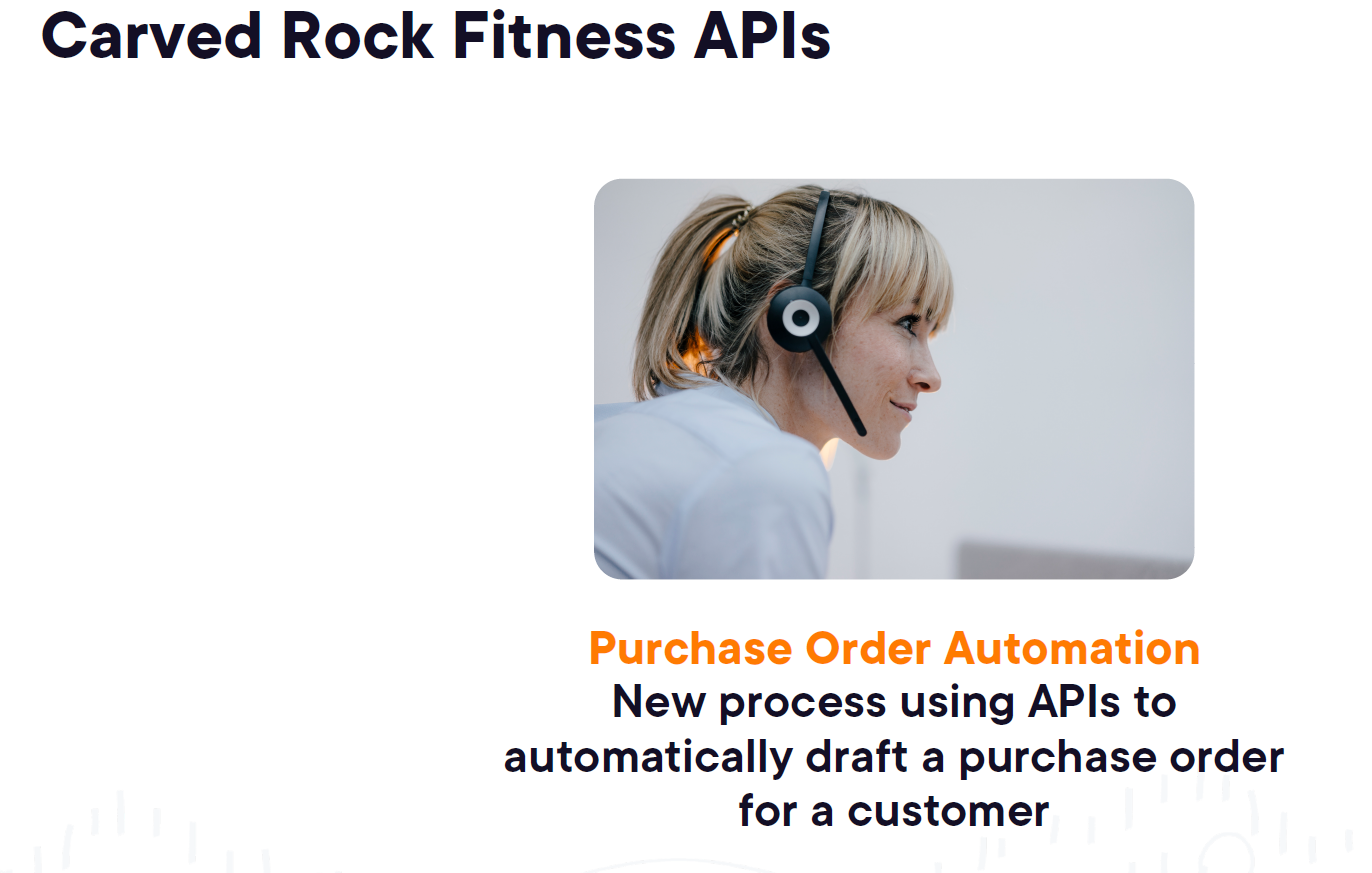 Carved Rock Fitness APIs
Purchase Order Automation
New process using APIs to
automatically draft a purchase order
for a customer